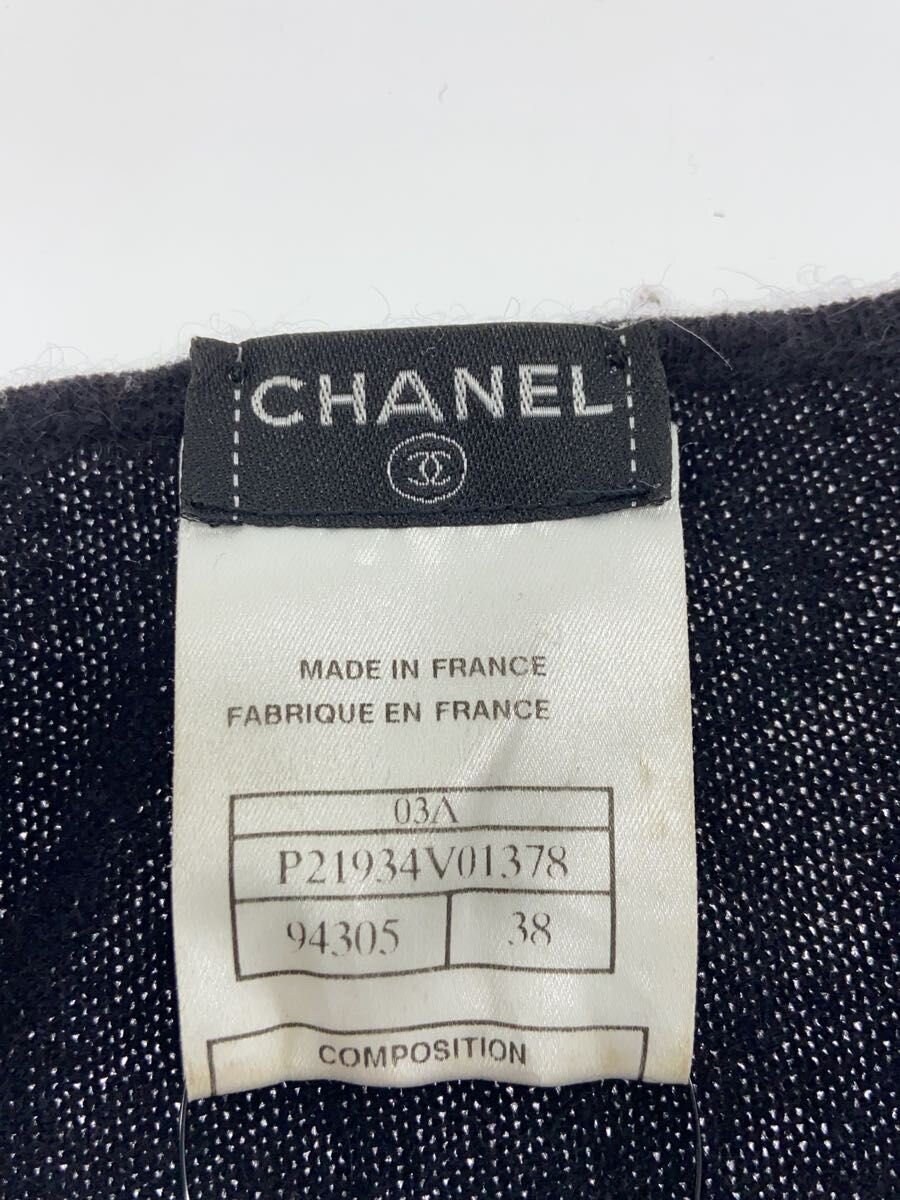 CHANEL
MADE IN FRANCE
FABRIQUE EN FRANCE
03A
P21934V01378
94305 38
COMPOSITION